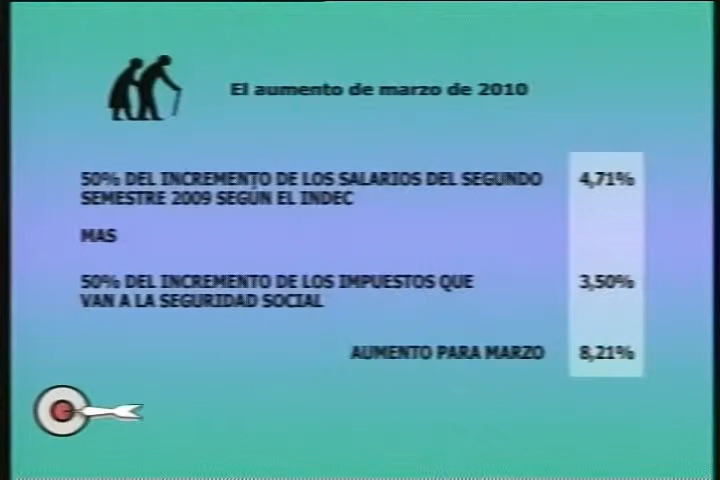 El aumento de marzo de 2010
50% DEL INCREMENTO DE LOS SALARIOS DEL SEGUNDO 4,71%
SEMESTRE 2009 SEGÚN EL INDEC
MAS
50% DEL INCREMENTO DE LOS IMPUESTOS QUE 3,50%
VAN A LA SEGURIDAD SOCIAL
AUMENTO PARA MARZO 8,21%